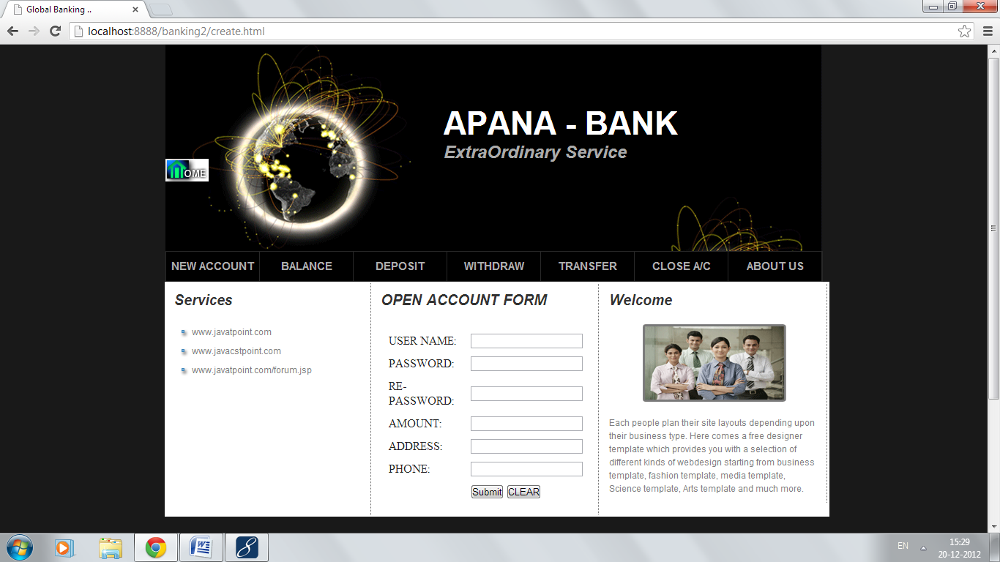 Global Banking ..
localhost:8888/banking2/create.html
APANA - BANK
ExtraOrdinary Service
HOME
NEW ACCOUNT
BALANCE
DEPOSIT
WITHDRAW
TRANSFER
CLOSE A/C
ABOUT US
Services
www.javatpoint.com
www.javacstpoint.com
www.javatpoint.com/forum.jsp
OPEN ACCOUNT FORM
USER NAME:
PASSWORD:
RE-
PASSWORD:
AMOUNT:
ADDRESS:
PHONE:
Submit CLEAR
Welcome
Each people plan their site layouts depending upon
their business type. Here comes a free designer
template which provides you with a selection of
different kinds of webdesign starting from business
template, fashion template, media template,
Science template, Arts template and much more.
EN
15:29
20-12-2012